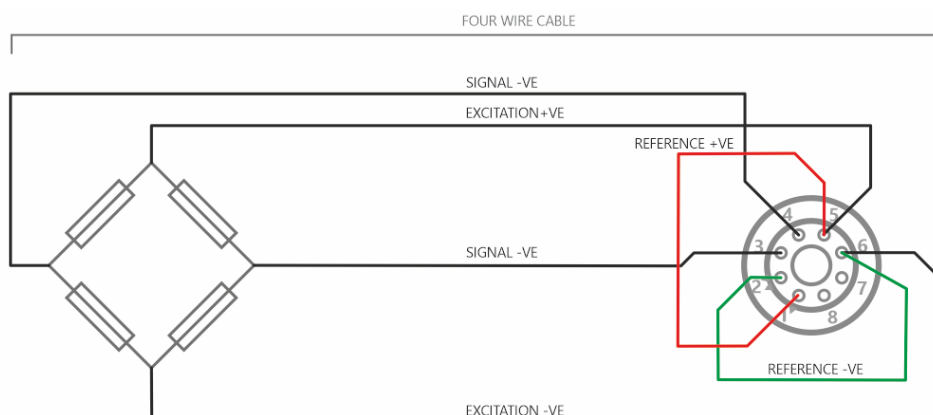 FOUR WIRE CABLE
SIGNAL -VE
EXCITATION+VE
REFERENCE +VE
4 5
3 6
SIGNAL -VE
2 7
1 8
REFERENCE -VE
EXCITATION -VE